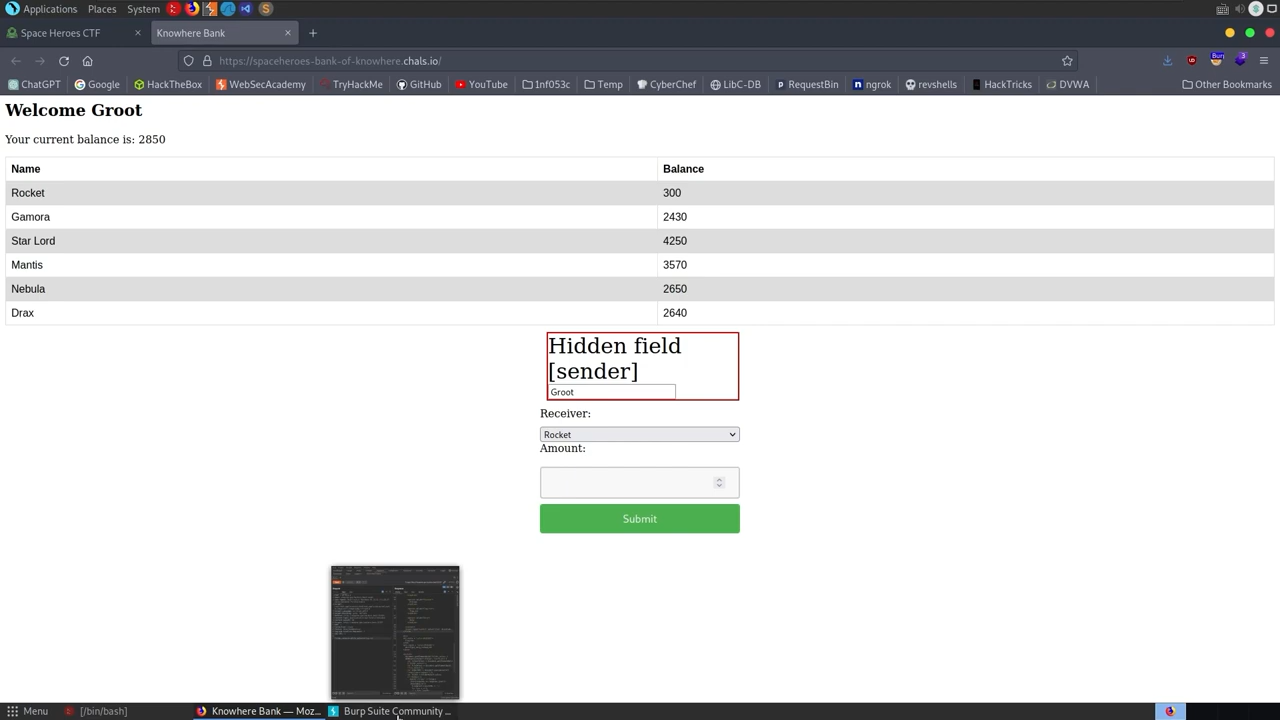 Applications Places System
Space Heroes CTF
Knowhere Bank
https://spaceheroes-bank-of-knowhere.chals.io/
Burp
3
ChatGPT Google HackTheBox WebSecAcademy TryHackMe GitHub YouTube 1nf053c Temp CyberChef LibC-DB RequestBin ngrok revshells HackTricks DVWA Other Bookmarks
Welcome Groot
Your current balance is: 2850
Name Balance
Rocket 300
Gamora 2430
Star Lord 4250
Mantis 3570
Nebula 2650
Drax 2640
Hidden field
[sender]
Groot
Receiver:
Rocket
Amount:
Submit
Menu [/bin/bash] Knowhere Bank — Moz... Burp Suite Community ...